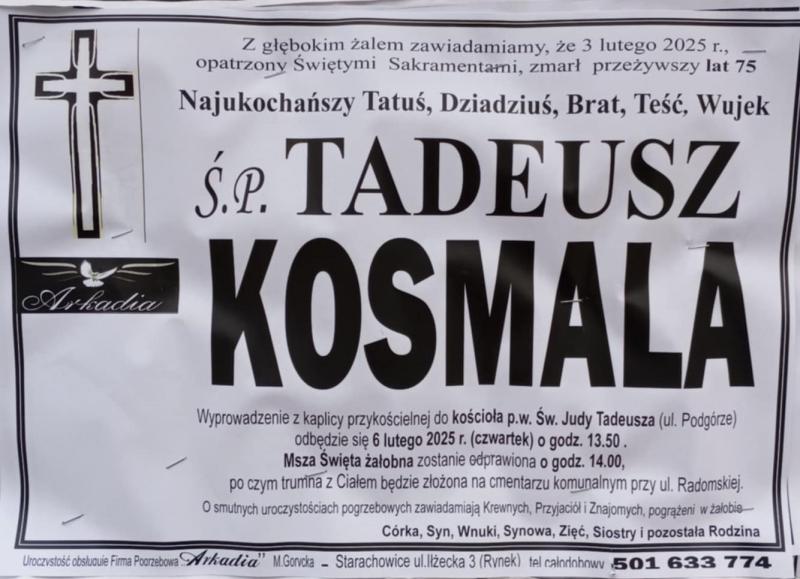 Z głębokim żalem zawiadamiamy, że 3 lutego 2025 r.,
opatrzony Świętymi Sakramentami, zmarł przeżywszy lat 75
Najukochańszy Tatuś, Dziadziuś, Brat, Teść, Wujek
Ś.P. TADEUSZ
KOSMALA
Arkadia
Wyprowadzenie z kaplicy przykościelnej do kościoła p.w. Św. Judy Tadeusza (ul. Podgórze)
odbędzie się 6 lutego 2025 r. (czwartek) o godz. 13.50 .
Msza Święta żałobna zostanie odprawiona o godz. 14.00,
po czym trumna z Ciałem będzie złożona na cmentarzu komunalnym przy ul. Radomskiej.
O smutnych uroczystościach pogrzebowych zawiadamiają Krewnych, Przyjaciół i Znajomych, pogrążeni w żałobie
Córka, Syn, Wnuki, Synowa, Zięć, Siostry i pozostała Rodzina
Uroczystość obsługuje Firma Pogrzebowa "Arkadia" M.Gorycka – Starachowice ul.Iłżecka 3 (Rynek) tel całodobowy 501 633 774